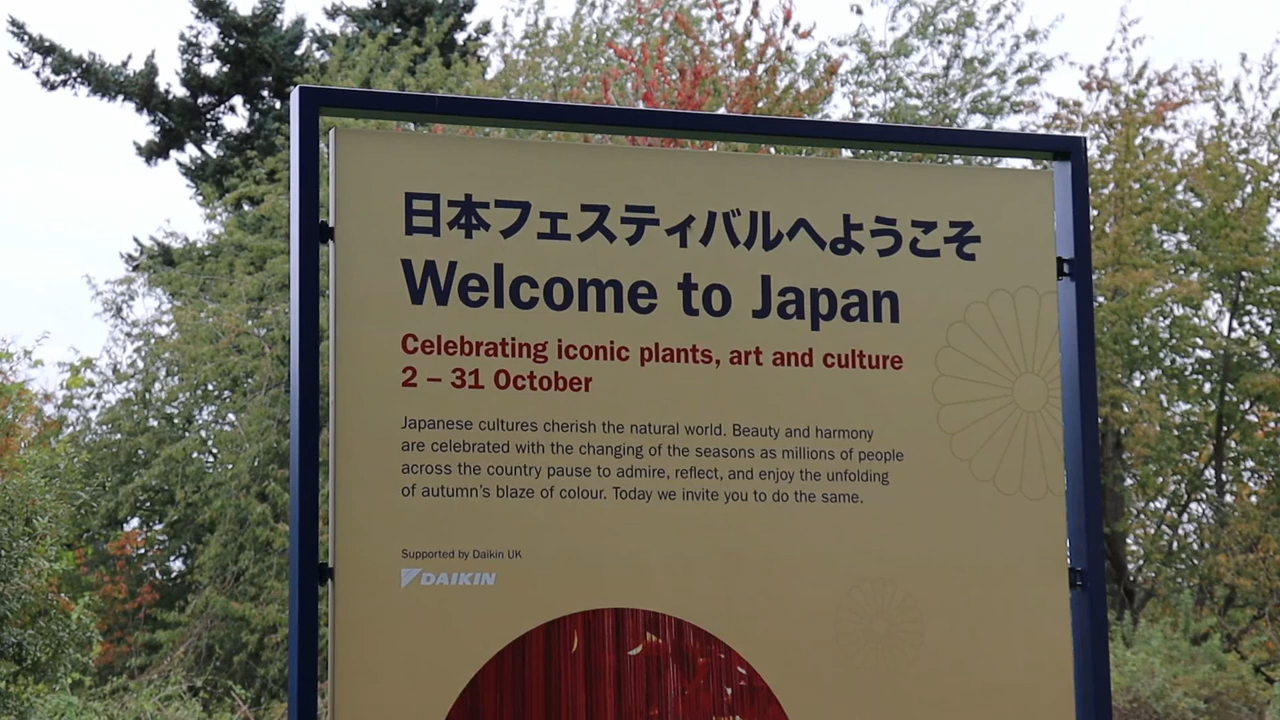 日本フェスティバルへようこそ
Welcome to Japan
Celebrating iconic plants, art and culture
2 – 31 October
Japanese cultures cherish the natural world. Beauty and harmony
are celebrated with the changing of the seasons as millions of people
across the country pause to admire, reflect, and enjoy the unfolding
of autumn's blaze of colour. Today we invite you to do the same.
Supported by Daikin UK
DAIKIN